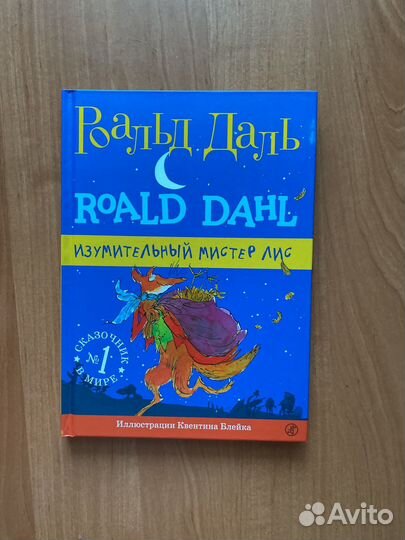 Роальд Даль
ROALD DAHL
ИЗУМИТЕЛЬНЫЙ МИСТЕР ЛИС
СКАЗОЧНИК
№1
В МИРЕ
Иллюстрации Квентина Блейка
Avito